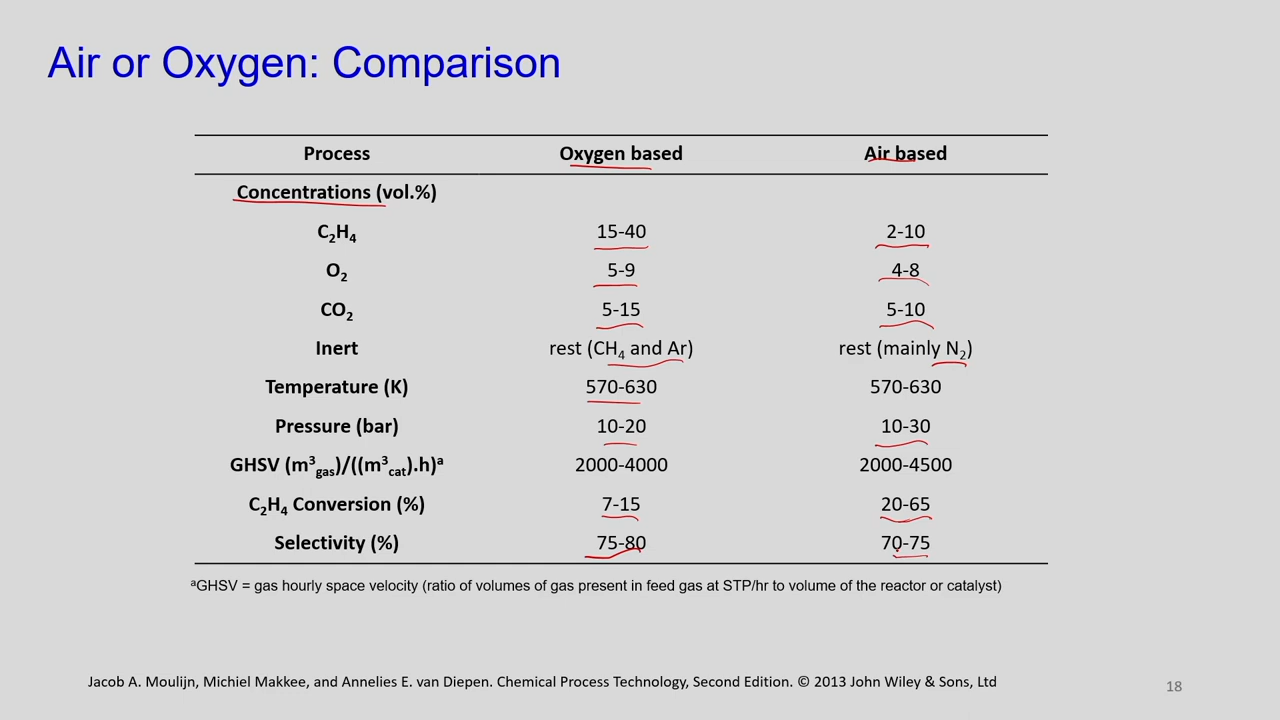 Air or Oxygen: Comparison
Process Oxygen based Air based
Concentrations (vol.%)
C₂H₄ 15-40 2-10
O₂ 5-9 4-8
CO₂ 5-15 5-10
Inert rest (CH₄ and Ar) rest (mainly N₂)
Temperature (K) 570-630 570-630
Pressure (bar) 10-20 10-30
GHSV (m³gas)/((m³cat).h)ᵃ 2000-4000 2000-4500
C₂H₄ Conversion (%) 7-15 20-65
Selectivity (%) 75-80 70-75
ᵃGHSV = gas hourly space velocity (ratio of volumes of gas present in feed gas at STP/hr to volume of the reactor or catalyst)
Jacob A. Moulijn, Michiel Makkee, and Annelies E. van Diepen. Chemical Process Technology, Second Edition. © 2013 John Wiley & Sons, Ltd
18